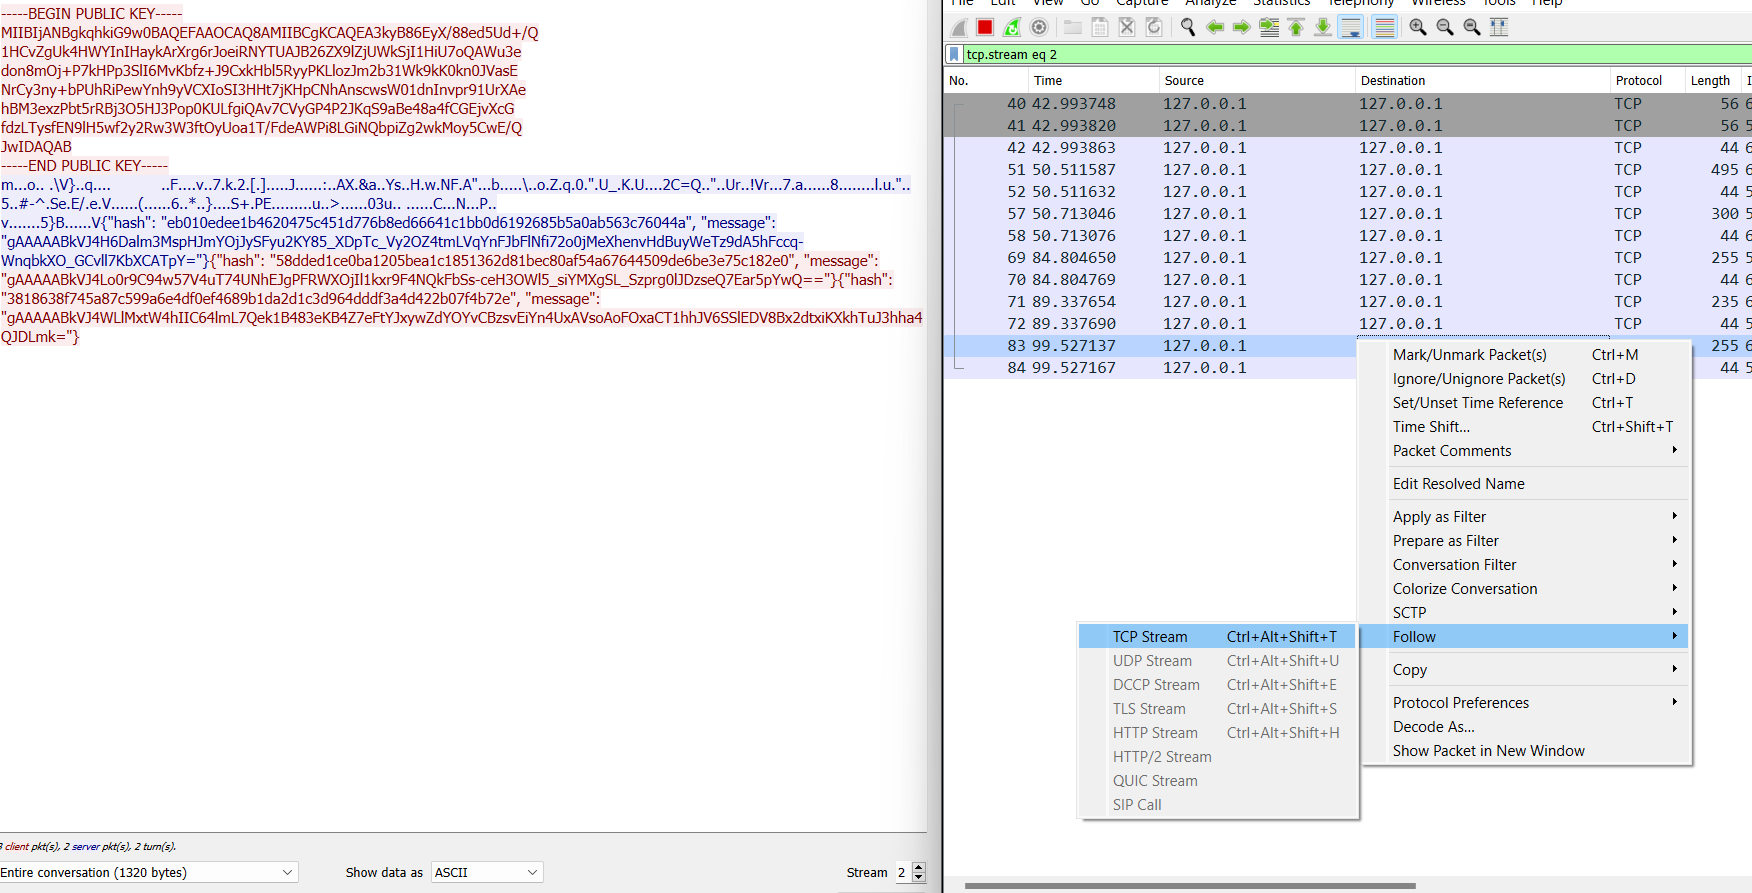 -----BEGIN PUBLIC KEY-----
MIIBIjANBgkqhkiG9w0BAQEFAAOCAQ8AMIIBCgKCAQEA3kyB86EyX/88ed5Ud+/Q
1HCvZgUk4HWYInIHaykArXrg6rJoeiRNYTUAJB26ZX9lZjUWkSjI1HiU7oQAWu3e
don8mOj+P7kHPp3SlI6MvKbfz+J9CxkHbl5RyyPKLlozJm2b31Wk9kK0kn0JVasE
NrCy3ny+bPUhRiPewYnh9yVCXIoSI3HHt7jKHpCNhAnscwsW01dnInvpr91UrXAe
hBM3exzPbt5rRBj3O5HJ3Pop0KULfgiQAv7CVyGP4P2JKqS9aBe48a4fCGEjvXcG
fdzLTysfEN9lH5wf2y2Rw3W3ftOyUoa1T/FdeAWPi8LGiNQbpiZg2wkMoy5CwE/Q
JwIDAQAB
-----END PUBLIC KEY-----
m...o.. .\V}..q.... ..F....v..7.k.2.[.].....J......:..AX.&a..Ys..H.w.NF.A"...b.....\..o.Z.q.0.".U_.K.U....2C=Q.."..Ur..!Vr...7.a......8........l.u."..
5..#-^.Se.E/.e.V......(......6..*..}....S+.PE.........u..>......03u.. ......C...N...P..
v.......5}B......V{"hash": "eb010edee1b4620475c451d776b8ed66641c1bb0d6192685b5a0ab563c76044a", "message":
"gAAAAABkVJ4H6Dalm3MspHJmYOjJySFyu2KY85_XDpTc_Vy2OZ4tmLVqYnFJbFlNfi72o0jMeXhenvHdBuyWeTz9dA5hFccq-
WnqbkXO_GCvll7KbXCATpY="}{"hash": "58dded1ce0ba1205bea1c1851362d81bec80af54a67644509de6be3e75c182e0", "message":
"gAAAAABkVJ4Lo0r9C94w57V4uT74UNhEJgPFRWXOjIl1kxr9F4NQkFbSs-ceH3OWl5_siYMXgSL_Szprg0lJDzseQ7Ear5pYwQ=="}{"hash":
"3818638f745a87c599a6e4df0ef4689b1da2d1c3d964dddf3a4d422b07f4b72e", "message":
"gAAAAABkVJ4WLlMxtW4hIIC64lmL7Qek1B483eKB4Z7eFtYJxywZdYOYvCBzsvEiYn4UxAVsoAoFOxaCT1hhJV6SSlEDV8Bx2dtxiKXkhTuJ3hha4
QJDLmk="}
client pkt(s), 2 server pkt(s), 2 turn(s).
Entire conversation (1320 bytes) Show data as ASCII Stream 2
File Edit View Go Capture Analyze Statistics Telephony Wireless Tools Help
tcp.stream eq 2
No. Time Source Destination Protocol Length
40 42.993748 127.0.0.1 127.0.0.1 TCP 56 6
41 42.993820 127.0.0.1 127.0.0.1 TCP 56 5
42 42.993863 127.0.0.1 127.0.0.1 TCP 44 6
51 50.511587 127.0.0.1 127.0.0.1 TCP 495 6
52 50.511632 127.0.0.1 127.0.0.1 TCP 44 5
57 50.713046 127.0.0.1 127.0.0.1 TCP 300 5
58 50.713076 127.0.0.1 127.0.0.1 TCP 44 6
69 84.804650 127.0.0.1 127.0.0.1 TCP 255 5
70 84.804769 127.0.0.1 127.0.0.1 TCP 44 6
71 89.337654 127.0.0.1 127.0.0.1 TCP 235 6
72 89.337690 127.0.0.1 127.0.0.1 TCP 44 5
83 99.527137 127.0.0.1 255 6
84 99.527167 127.0.0.1 44 5
Mark/Unmark Packet(s) Ctrl+M
Ignore/Unignore Packet(s) Ctrl+D
Set/Unset Time Reference Ctrl+T
Time Shift... Ctrl+Shift+T
Packet Comments
Edit Resolved Name
Apply as Filter
Prepare as Filter
Conversation Filter
Colorize Conversation
SCTP
Follow
Copy
Protocol Preferences
Decode As...
Show Packet in New Window
TCP Stream Ctrl+Alt+Shift+T
UDP Stream Ctrl+Alt+Shift+U
DCCP Stream Ctrl+Alt+Shift+E
TLS Stream Ctrl+Alt+Shift+S
HTTP Stream Ctrl+Alt+Shift+H
HTTP/2 Stream
QUIC Stream
SIP Call